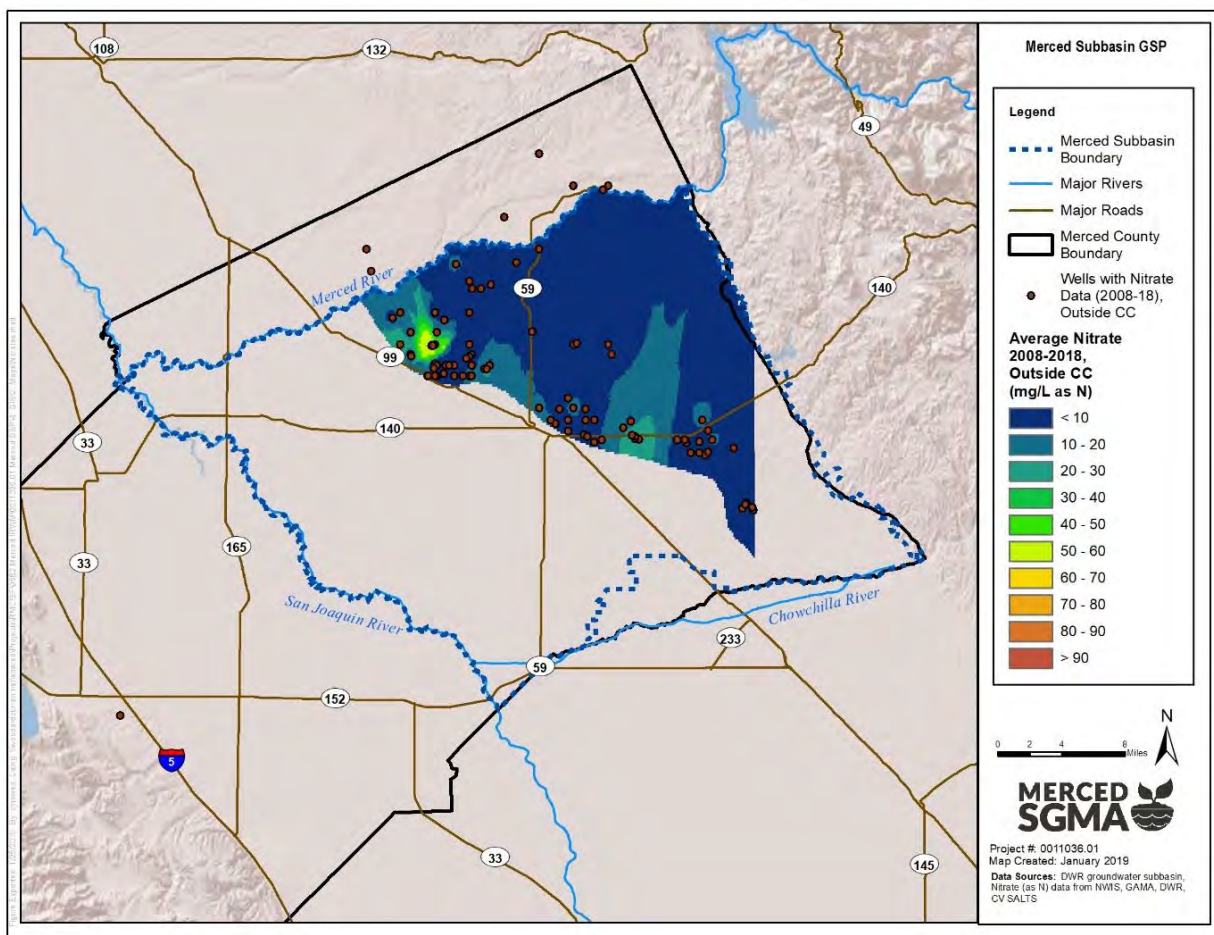 108
132
49
Merced River
59
140
99
140
33
33
165
San Joaquin River
Chowchilla River
233
59
152
5
33
145
Merced Subbasin GSP
Legend
Merced Subbasin
Boundary
Major Rivers
Major Roads
Merced County
Boundary
Wells with Nitrate
Data (2008-18),
Outside CC
Average Nitrate
2008-2018,
Outside CC
(mg/L as N)
< 10
10 - 20
20 - 30
30 - 40
40 - 50
50 - 60
60 - 70
70 - 80
80 - 90
> 90
N
0 2 4 8
Miles
MERCED
SGMA
Project #: 0011036.01
Map Created: January 2019
Data Sources: DWR groundwater subbasin,
Nitrate (as N) data from NWIS, GAMA, DWR,
CV SALTS